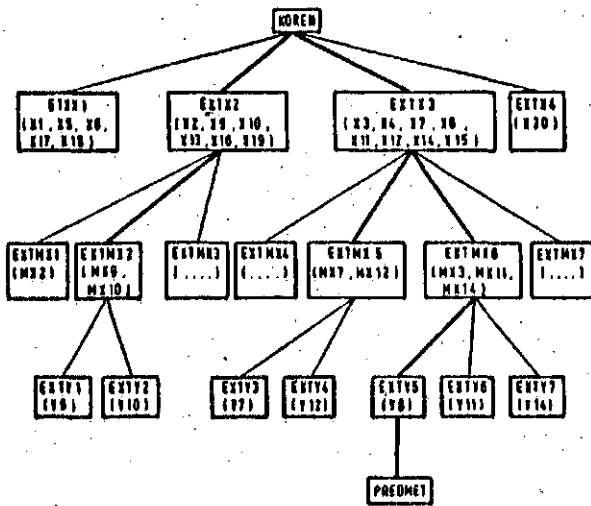 KOREN
EXTX1
(X1, X5, X6,
X17, X18)
EXTX2
(X2, X9, X10,
X13, X16, X19)
EXTX3
(X3, X4, X7, X8,
X11, X12, X14, X15)
EXTX4
(X20)
EXTMX1
(MX2)
EXTMX2
(MX9,
MX10)
EXTMX3
(....)
EXTMX4
(....)
EXTMX5
(MX7, MX12)
EXTMX6
(MX3, MX11,
MX14)
EXTMX7
(....)
EXTY1
(Y9)
EXTY2
(Y10)
EXTY3
(Y7)
EXTY4
(Y12)
EXTY5
EXTY6
(Y11)
EXTY7
(Y14)
PREDMET